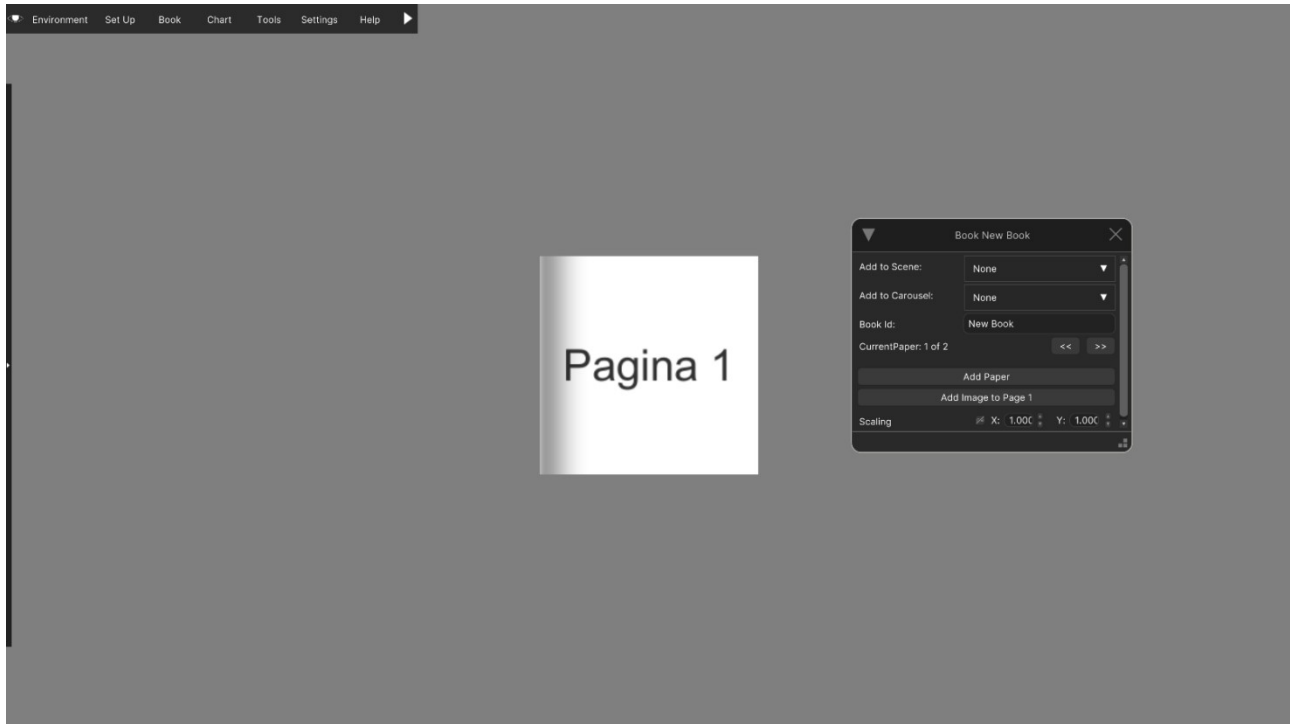 Environment Set Up Book Chart Tools Settings Help
Pagina 1
Book New Book
Add to Scene: None
Add to Carousel: None
Book Id: New Book
CurrentPaper: 1 of 2 << >>
Add Paper
Add Image to Page 1
Scaling X: 1.000 Y: 1.000